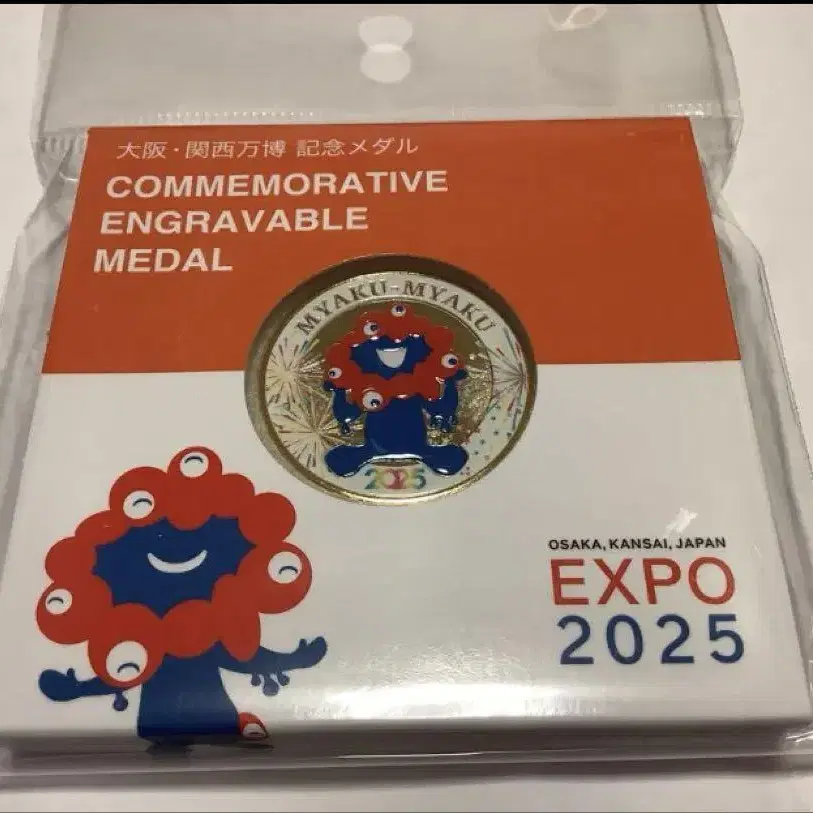 大阪・関西万博 記念メダル
COMMEMORATIVE
ENGRAVABLE
MEDAL
MYAKU-MYAKU
2025
OSAKA, KANSAI, JAPAN
EXPO
2025